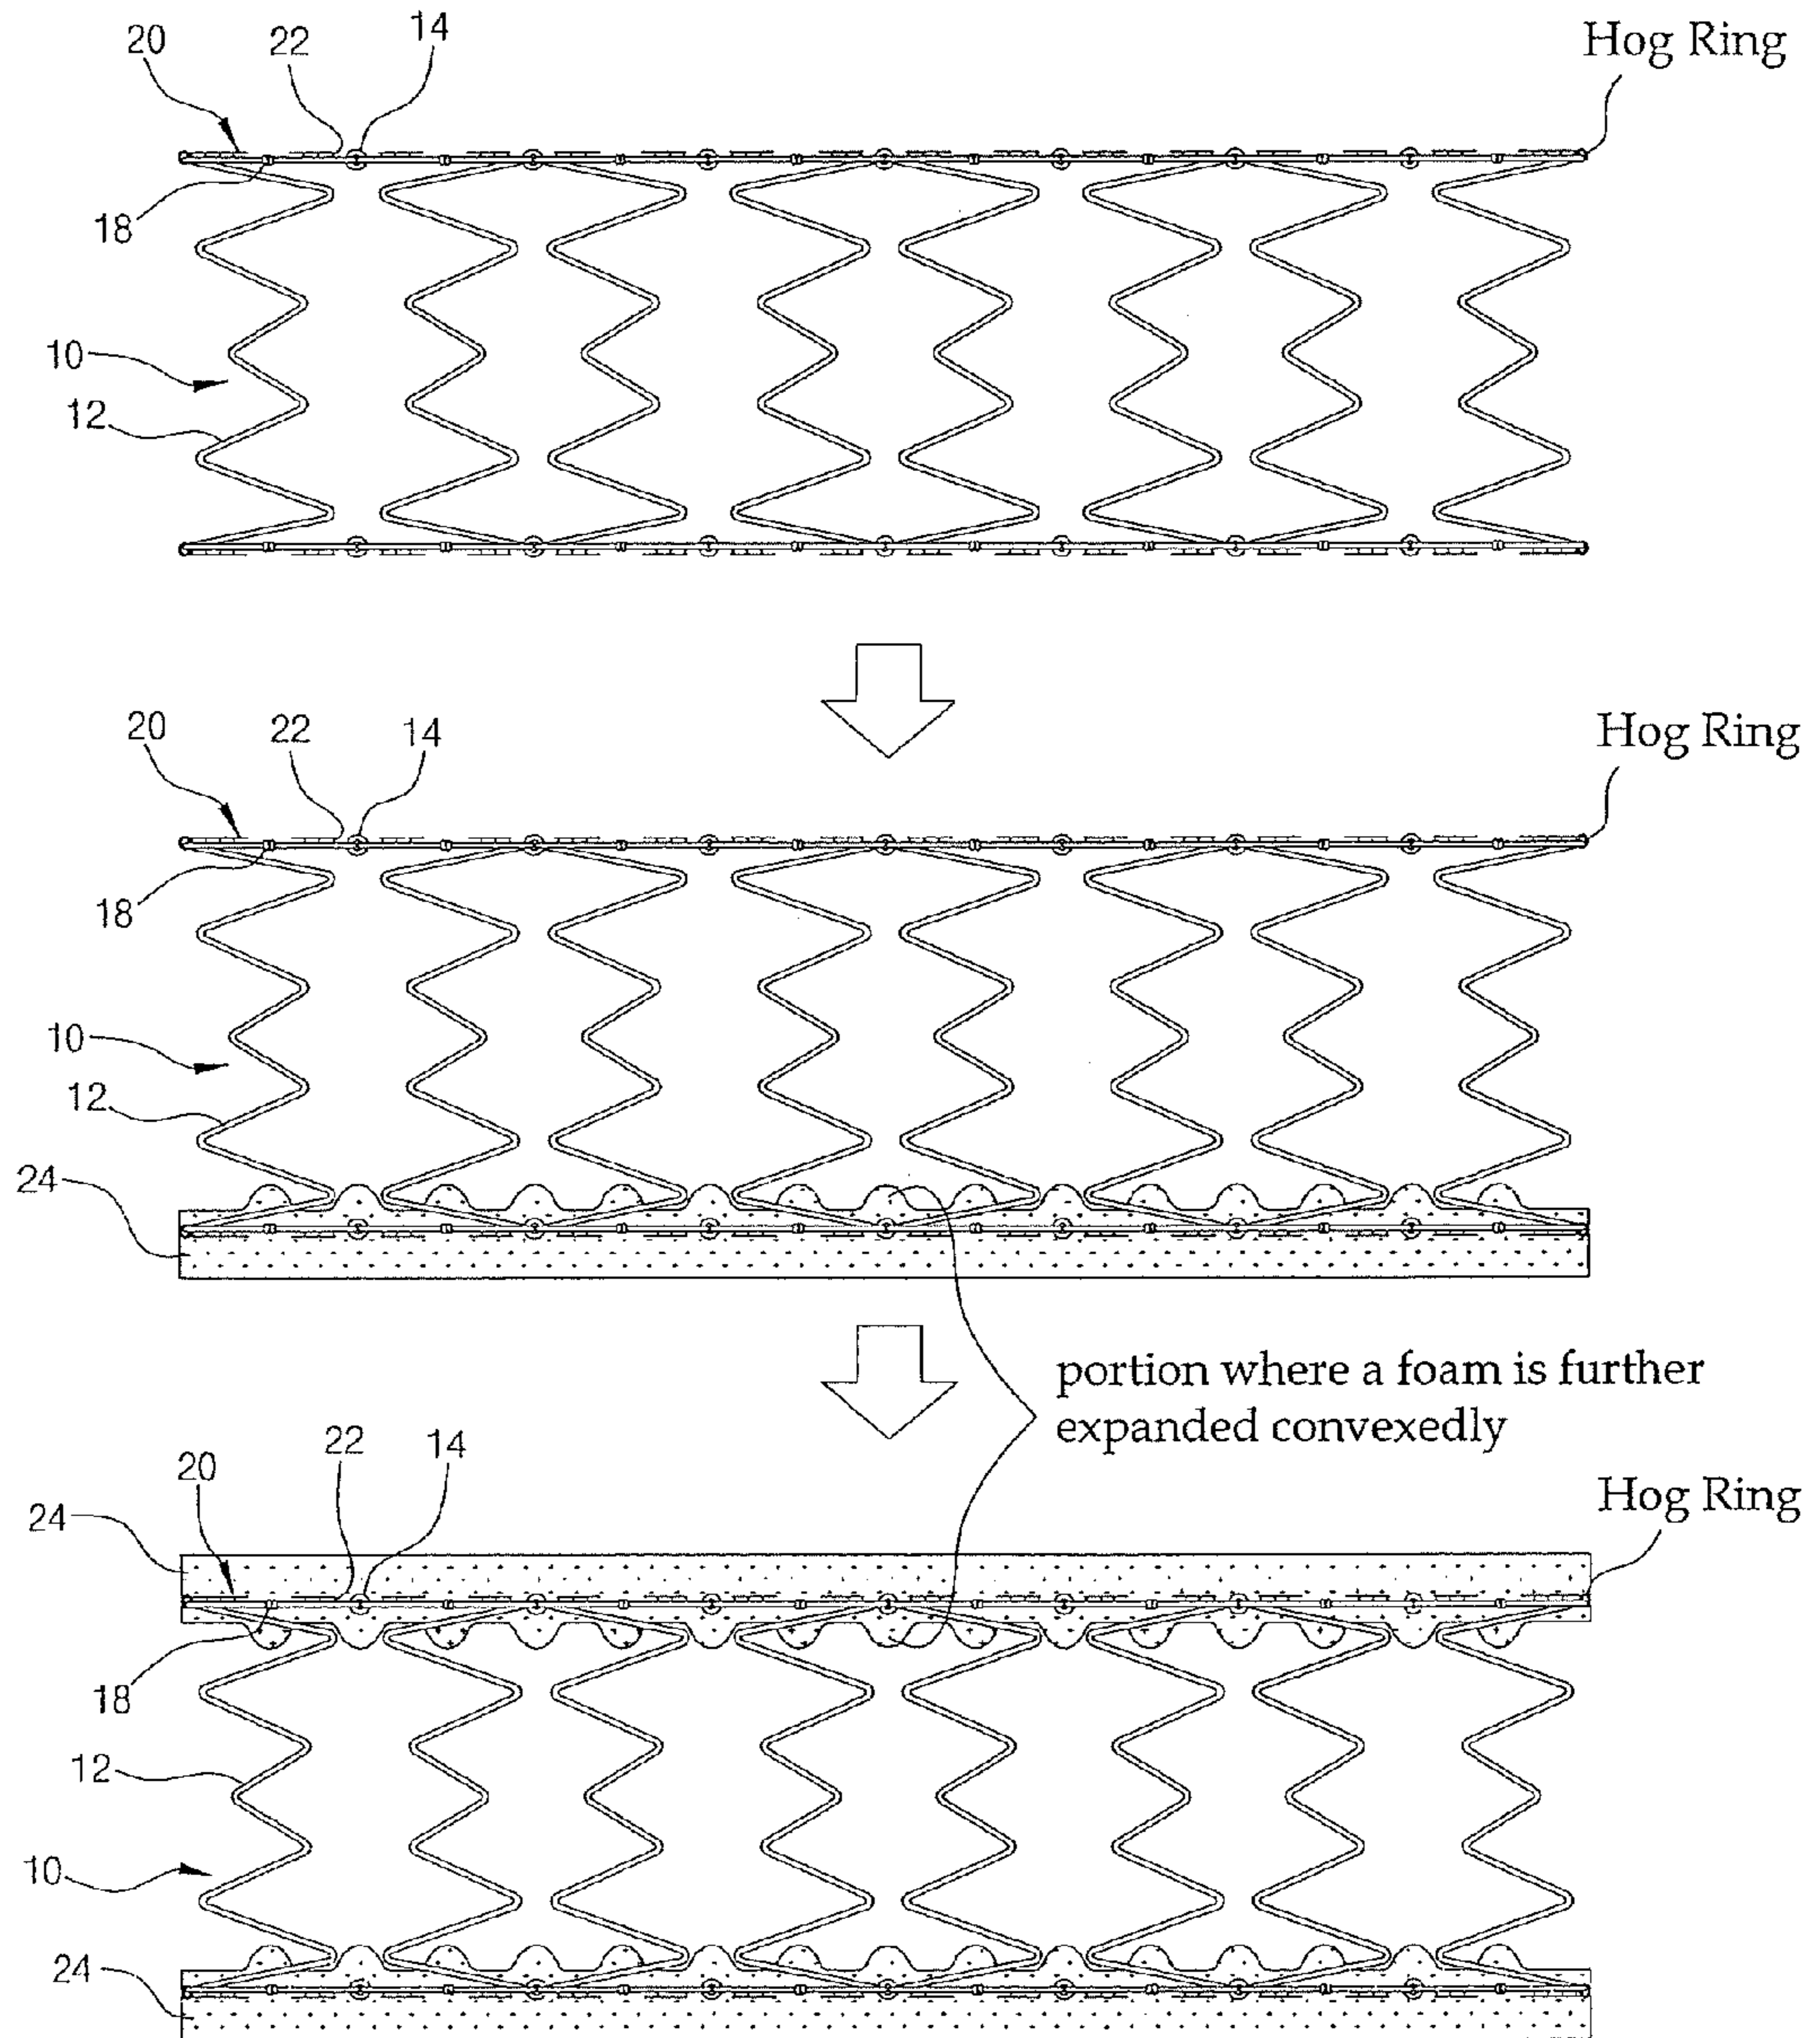 20 22 14 Hog Ring
18
10
12
20 22 14 Hog Ring
18
10
12
24
portion where a foam is further
expanded convexedly
24 20 22 14 Hog Ring
18
12
10
24